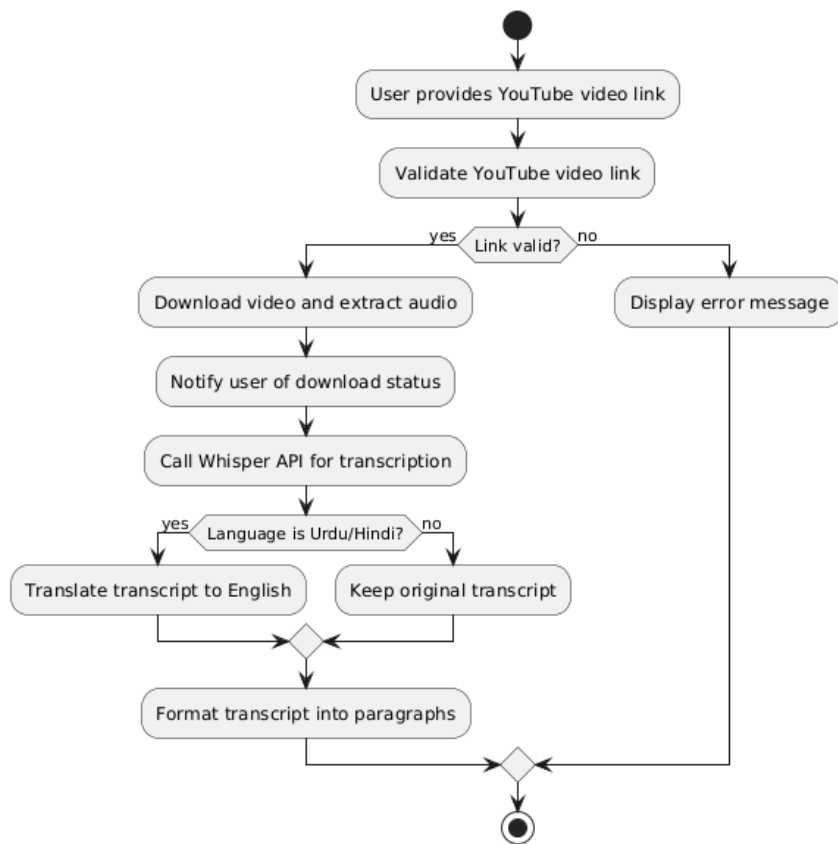 User provides YouTube video link
Validate YouTube video link
yes
Link valid?
no
Download video and extract audio
Display error message
Notify user of download status
Call Whisper API for transcription
yes
Language is Urdu/Hindi?
no
Translate transcript to English
Keep original transcript
Format transcript into paragraphs